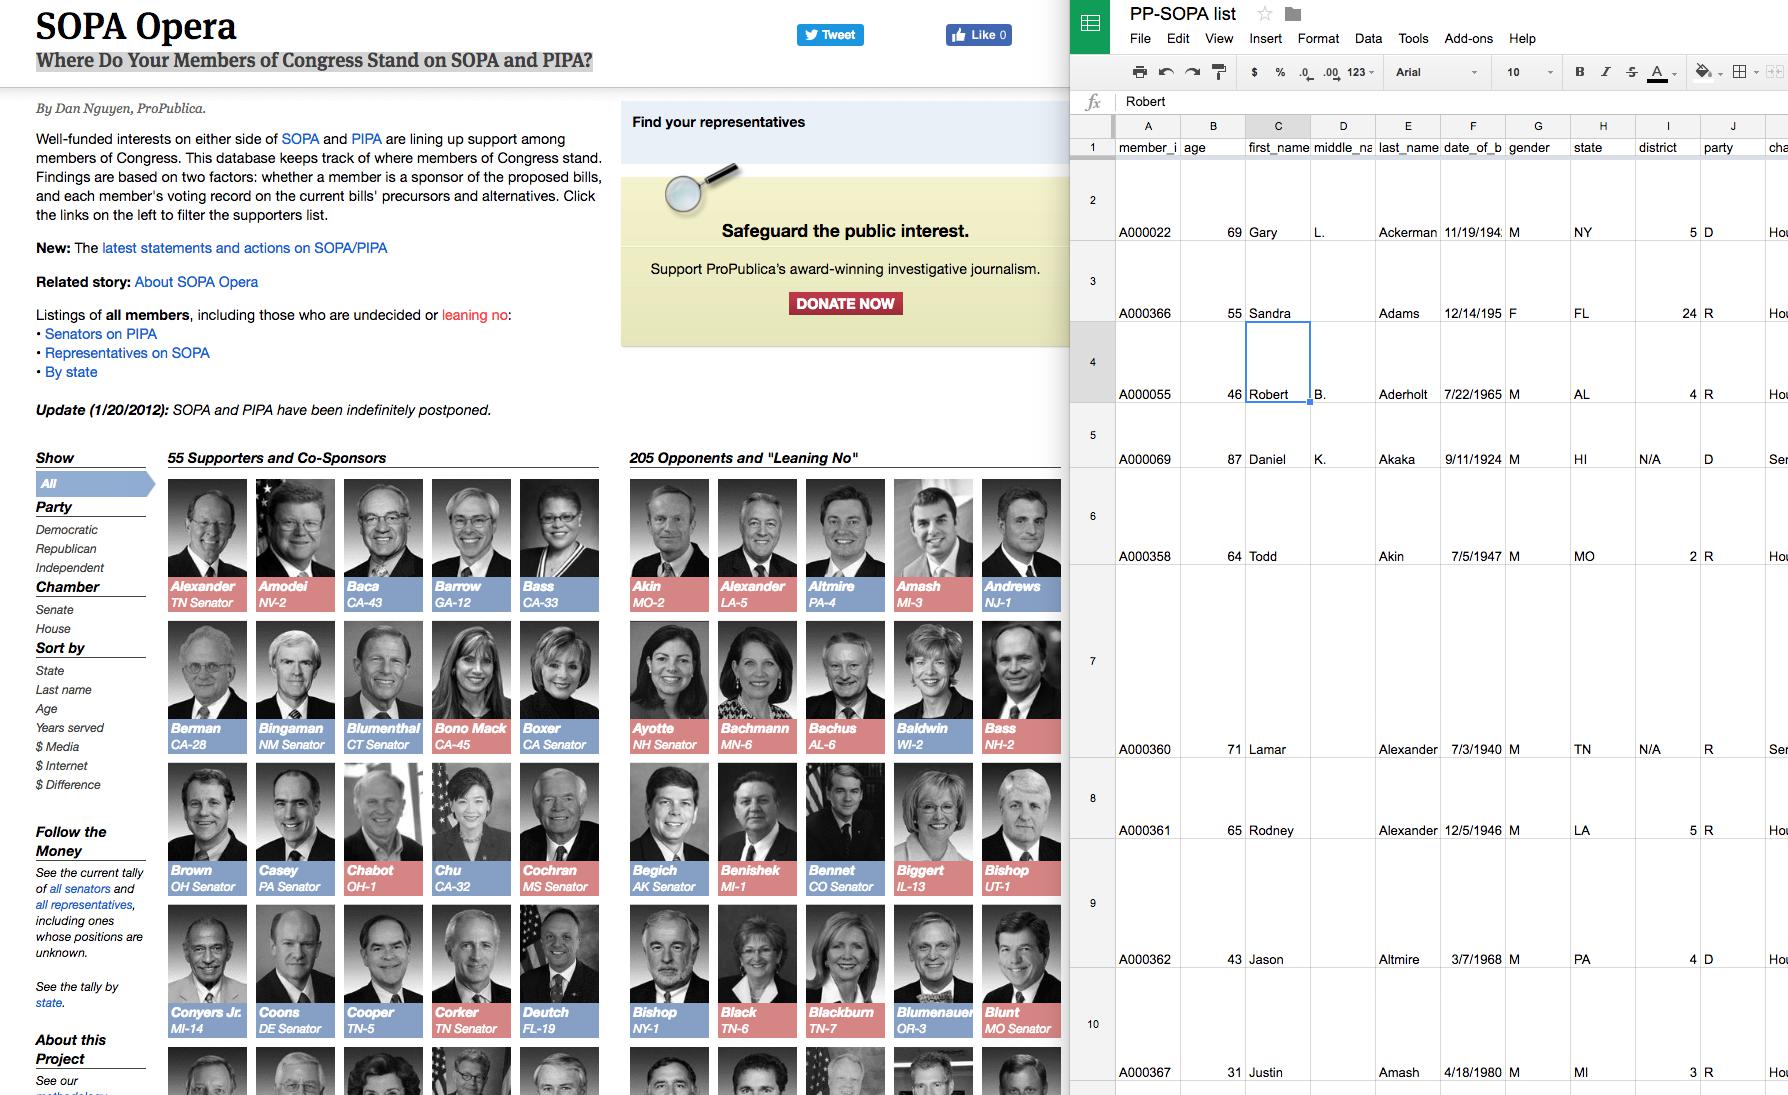 SOPA Opera
Where Do Your Members of Congress Stand on SOPA and PIPA?
Tweet
Like 0
By Dan Nguyen, ProPublica.
Well-funded interests on either side of SOPA and PIPA are lining up support among
members of Congress. This database keeps track of where members of Congress stand.
Findings are based on two factors: whether a member is a sponsor of the proposed bills,
and each member's voting record on the current bills' precursors and alternatives. Click
the links on the left to filter the supporters list.
New: The latest statements and actions on SOPA/PIPA
Related story: About SOPA Opera
Listings of all members, including those who are undecided or leaning no:
• Senators on PIPA
• Representatives on SOPA
• By state
Update (1/20/2012): SOPA and PIPA have been indefinitely postponed.
Find your representatives
Safeguard the public interest.
Support ProPublica's award-winning investigative journalism.
DONATE NOW
Show
All
Party
Democratic
Republican
Independent
Chamber
Senate
House
Sort by
State
Last name
Age
Years served
$ Media
$ Internet
$ Difference
Follow the
Money
See the current tally
of all senators and
all representatives,
including ones
whose positions are
unknown.
See the tally by
state.
About this
Project
See our
methodology
55 Supporters and Co-Sponsors
Alexander Amodei Baca Barrow Bass
TN Senator NV-2 CA-43 GA-12 CA-33
Berman Bingaman Blumenthal Bono Mack Boxer
CA-28 NM Senator CT Senator CA-45 CA Senator
Brown Casey Chabot Chu Cochran
OH Senator PA Senator OH-1 CA-32 MS Senator
Conyers Jr. Coons Cooper Corker Deutch
MI-14 DE Senator TN-5 TN Senator FL-19
205 Opponents and "Leaning No"
Akin Alexander Altmire Amash Andrews
MO-2 LA-5 PA-4 MI-3 NJ-1
Ayotte Bachmann Bachus Baldwin Bass
NH Senator MN-6 AL-6 WI-2 NH-2
Begich Benishek Bennet Biggert Bishop
AK Senator MI-1 CO Senator IL-13 UT-1
Bishop Black Blackburn Blumenauer Blunt
NY-1 TN-6 TN-7 OR-3 MO Senator
PP-SOPA list
File Edit View Insert Format Data Tools Add-ons Help
$ % .0 .00 123 Arial 10 B I S A
fx Robert
A B C D E F G H I J
1 member_i age first_name middle_na last_name date_of_b gender state district party cha
2 A000022 69 Gary L. Ackerman 11/19/194 M NY 5 D Hou
3 A000366 55 Sandra Adams 12/14/195 F FL 24 R Hou
4 A000055 46 Robert B. Aderholt 7/22/1965 M AL 4 R Hou
5 A000069 87 Daniel K. Akaka 9/11/1924 M HI N/A D Sen
6 A000358 64 Todd Akin 7/5/1947 M MO 2 R Hou
7 A000360 71 Lamar Alexander 7/3/1940 M TN N/A R Sen
8 A000361 65 Rodney Alexander 12/5/1946 M LA 5 R Hou
9 A000362 43 Jason Altmire 3/7/1968 M PA 4 D Hou
10 A000367 31 Justin Amash 4/18/1980 M MI 3 R Hou